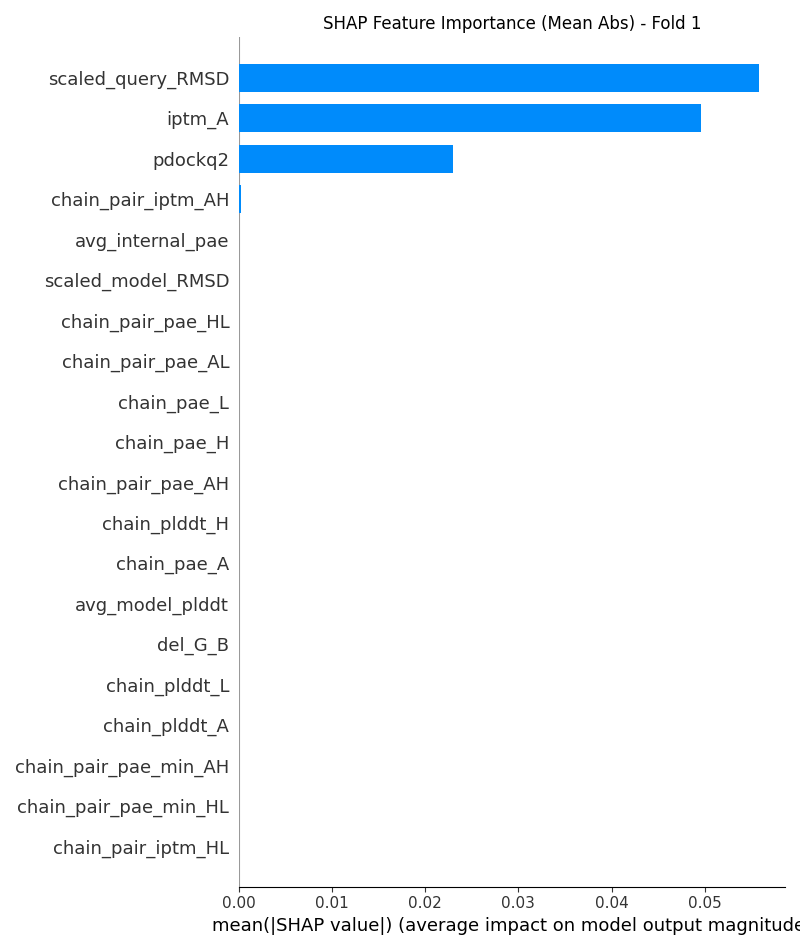 SHAP Feature Importance (Mean Abs) - Fold 1
scaled_query_RMSD
iptm_A
pdockq2
chain_pair_iptm_AH
avg_internal_pae
scaled_model_RMSD
chain_pair_pae_HL
chain_pair_pae_AL
chain_pae_L
chain_pae_H
chain_pair_pae_AH
chain_plddt_H
chain_pae_A
avg_model_plddt
del_G_B
chain_plddt_L
chain_plddt_A
chain_pair_pae_min_AH
chain_pair_pae_min_HL
chain_pair_iptm_HL
0.00 0.01 0.02 0.03 0.04 0.05
mean(|SHAP value|) (average impact on model output magnitude